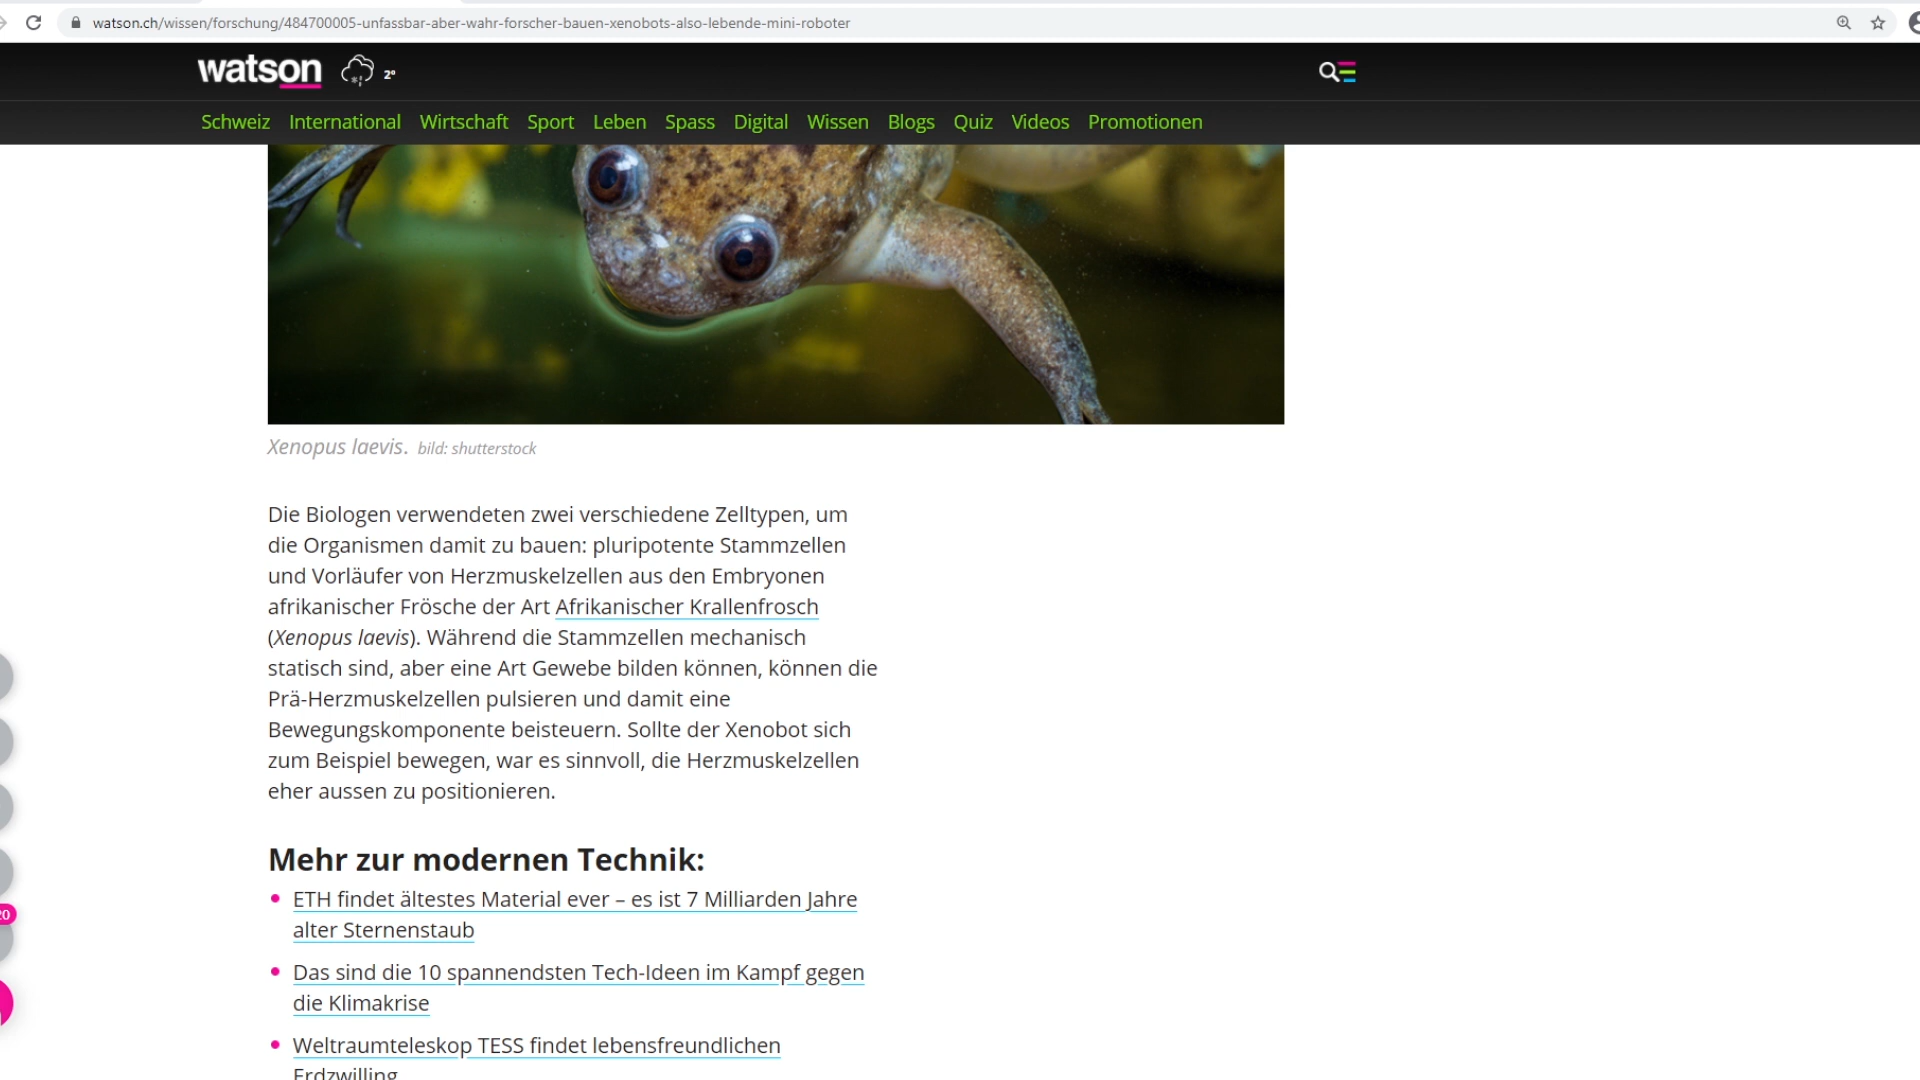 watson.ch/wissen/forschung/484700005-unfassbar-aber-wahr-forscher-bauen-xenobots-also-lebende-mini-roboter
watson 2°
Schweiz International Wirtschaft Sport Leben Spass Digital Wissen Blogs Quiz Videos Promotionen
Xenopus laevis. bild: shutterstock
Die Biologen verwendeten zwei verschiedene Zelltypen, um
die Organismen damit zu bauen: pluripotente Stammzellen
und Vorläufer von Herzmuskelzellen aus den Embryonen
afrikanischer Frösche der Art Afrikanischer Krallenfrosch
(Xenopus laevis). Während die Stammzellen mechanisch
statisch sind, aber eine Art Gewebe bilden können, können die
Prä-Herzmuskelzellen pulsieren und damit eine
Bewegungskomponente beisteuern. Sollte der Xenobot sich
zum Beispiel bewegen, war es sinnvoll, die Herzmuskelzellen
eher aussen zu positionieren.
Mehr zur modernen Technik:
ETH findet ältestes Material ever – es ist 7 Milliarden Jahre
alter Sternenstaub
Das sind die 10 spannendsten Tech-Ideen im Kampf gegen
die Klimakrise
Weltraumteleskop TESS findet lebensfreundlichen
Erdzwilling